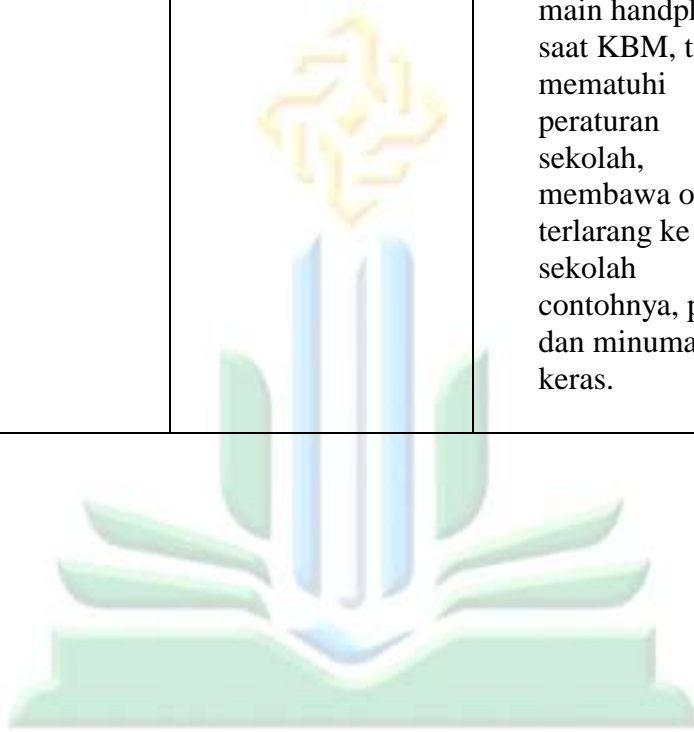 main
saat KBM,
mematuhi
peraturan
sekolah,
membawa
terlarang ke
sekolah
contohnya,
dan
keras.